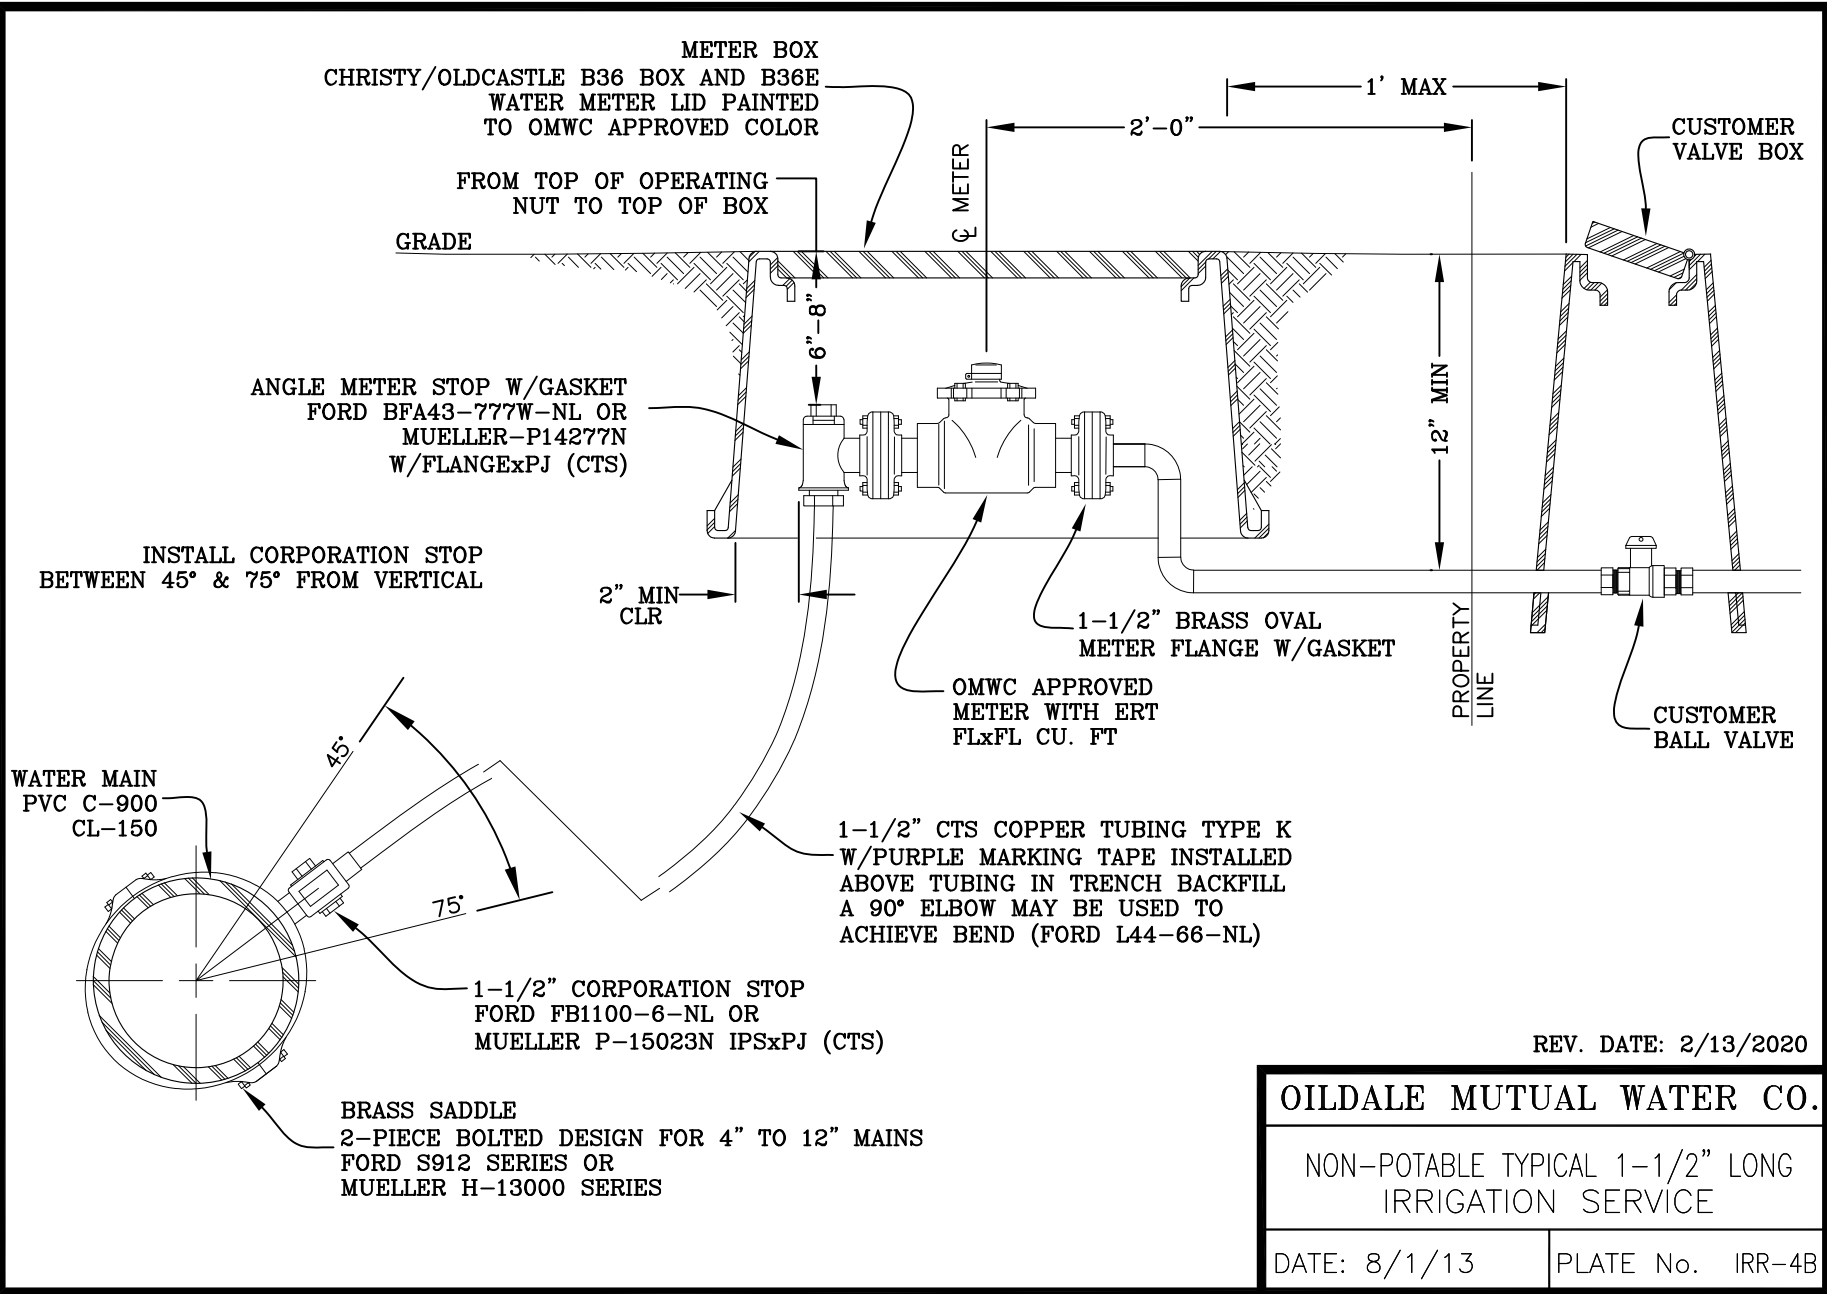 METER BOX
CHRISTY/OLDCASTLE B36 BOX AND B36E
WATER METER LID PAINTED
TO OMWC APPROVED COLOR
1' MAX
2'-0"
CUSTOMER
VALVE BOX
℄ METER
FROM TOP OF OPERATING
NUT TO TOP OF BOX
GRADE
6"-8"
12" MIN
ANGLE METER STOP W/GASKET
FORD BFA43-777W-NL OR
MUELLER-P14277N
W/FLANGExPJ (CTS)
INSTALL CORPORATION STOP
BETWEEN 45° & 75° FROM VERTICAL
2" MIN
CLR
1-1/2" BRASS OVAL
METER FLANGE W/GASKET
PROPERTY
LINE
OMWC APPROVED
METER WITH ERT
FLxFL CU. FT
CUSTOMER
BALL VALVE
45°
WATER MAIN
PVC C-900
CL-150
75°
1-1/2" CTS COPPER TUBING TYPE K
W/PURPLE MARKING TAPE INSTALLED
ABOVE TUBING IN TRENCH BACKFILL
A 90° ELBOW MAY BE USED TO
ACHIEVE BEND (FORD L44-66-NL)
1-1/2" CORPORATION STOP
FORD FB1100-6-NL OR
MUELLER P-15023N IPSxPJ (CTS)
BRASS SADDLE
2-PIECE BOLTED DESIGN FOR 4" TO 12" MAINS
FORD S912 SERIES OR
MUELLER H-13000 SERIES
REV. DATE: 2/13/2020
OILDALE MUTUAL WATER CO.
NON-POTABLE TYPICAL 1-1/2" LONG
IRRIGATION SERVICE
DATE: 8/1/13
PLATE No. IRR-4B